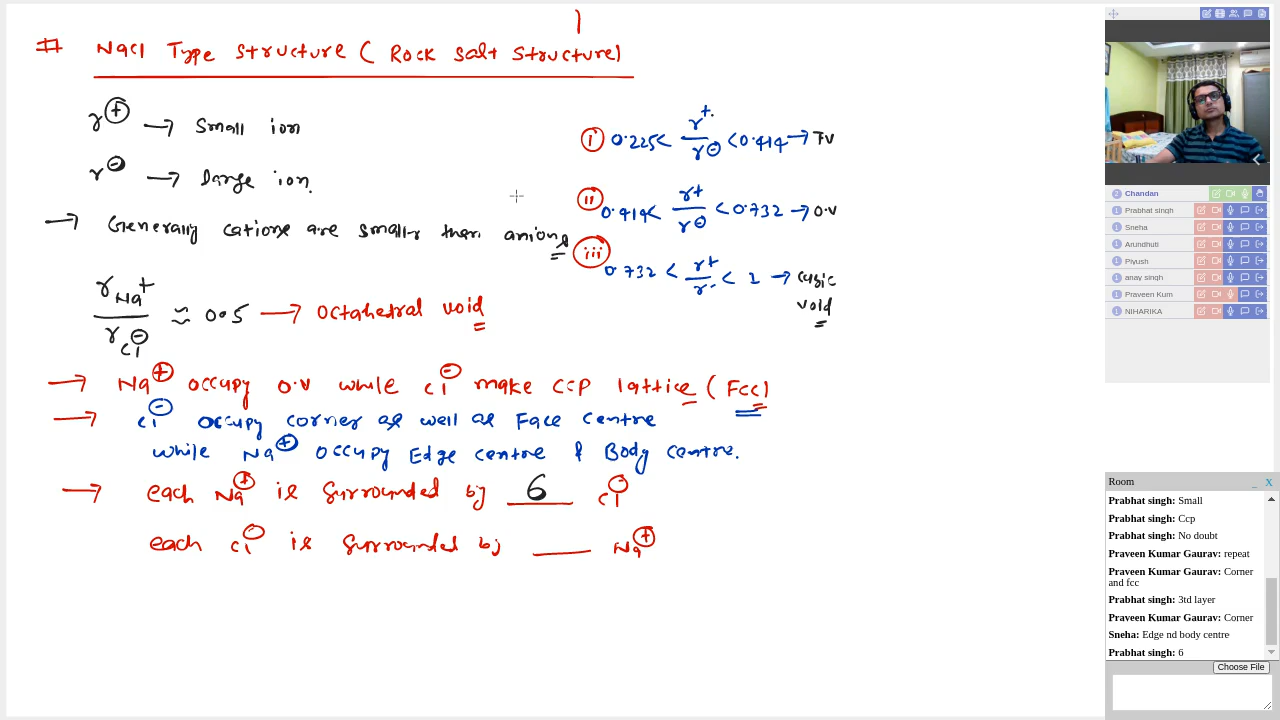 # NaCl Type Structure ( Rock Salt Structure)
r⊕ → Small ion
r⊖ → Large ion.
→ Generally cations are smaller than anions
rNa+ / rCl⊖ ≈ 0.5 → Octahedral void
→ Na⊕ occupy O.V while Cl⊖ make CCP lattice ( FCC)
→ Cl⊖ occupy corner as well as Face centre
while Na⊕ occupy Edge centre & Body centre.
→ each Na⊕ is surrounded by 6 Cl⊖
each Cl⊖ is surrounded by ___ Na⊕
(i) 0.225< r+ / r⊖ <0.414 → TV
(ii) 0.414< r+ / r⊖ < 0.732 → O.V
(iii) 0.732 < r+ / r- < 1 → cubic
void
Chandan
Prabhat singh
Sneha
Arundhuti
Piyush
anay singh
Praveen Kum
NIHARIKA
Room _ X
Prabhat singh: Small
Prabhat singh: Ccp
Prabhat singh: No doubt
Praveen Kumar Gaurav: repeat
Praveen Kumar Gaurav: Corner
and fcc
Prabhat singh: 3td layer
Praveen Kumar Gaurav: Corner
Sneha: Edge nd body centre
Prabhat singh: 6
Choose File